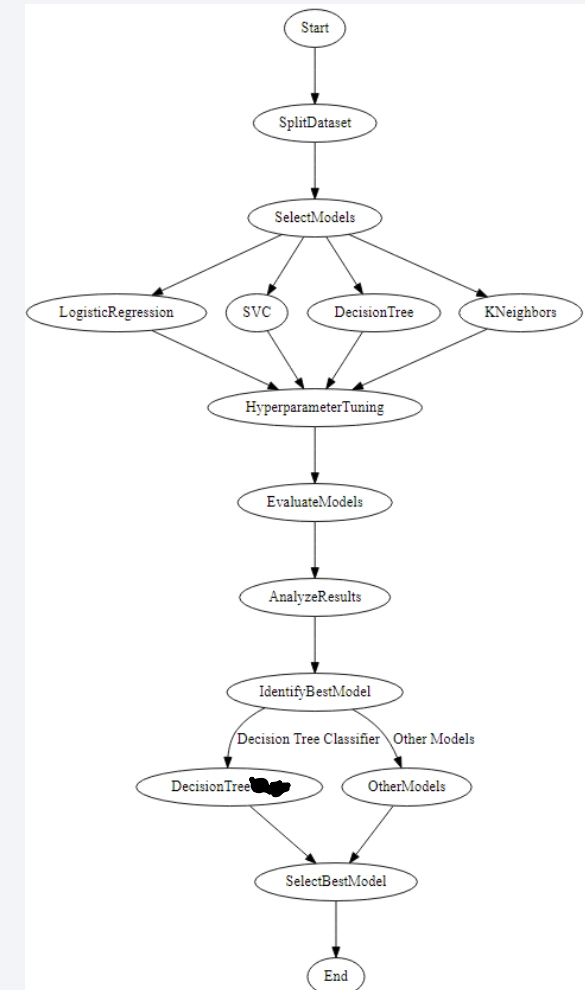 Start
SplitDataset
SelectModels
LogisticRegression
SVC
DecisionTree
KNeighbors
HyperparameterTuning
EvaluateModels
AnalyzeResults
IdentifyBestModel
Decision Tree Classifier
Other Models
DecisionTree
OtherModels
SelectBestModel
End